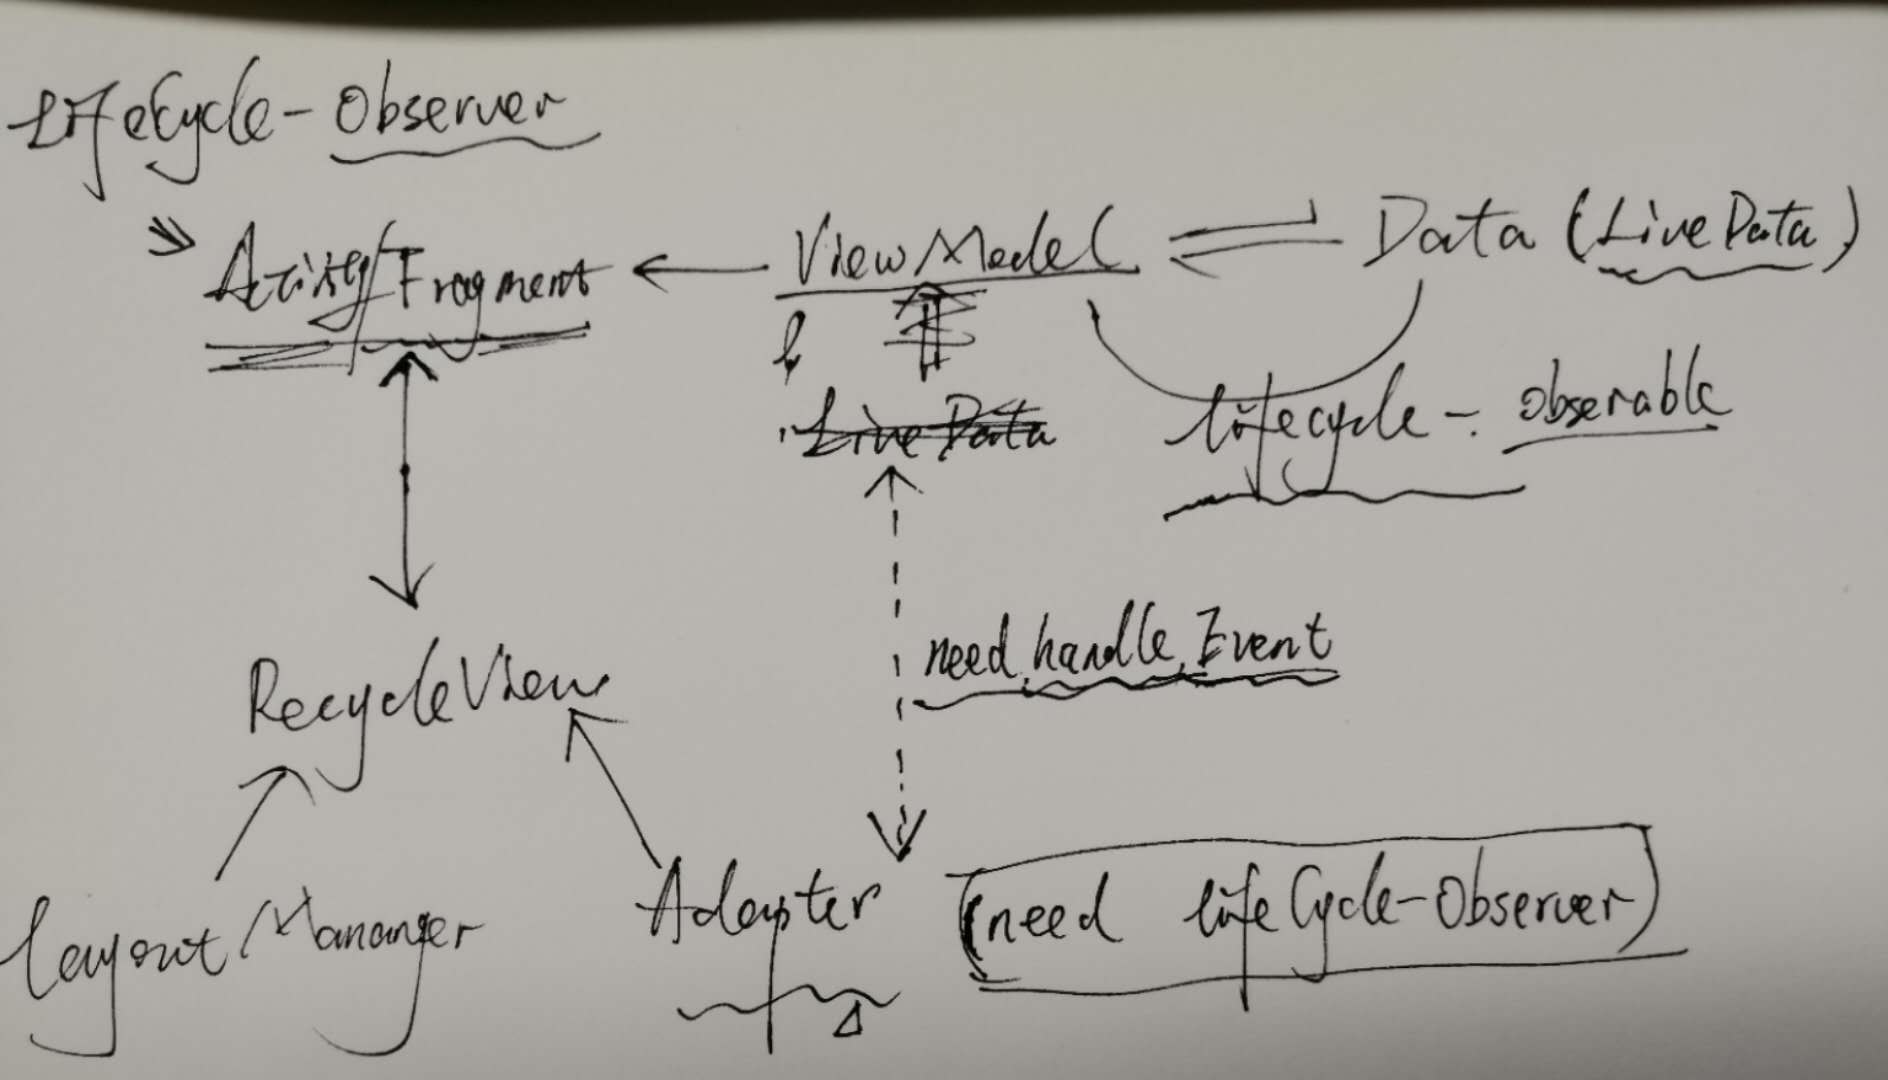 LifeCycle-Observer
Activity/Fragment
ViewModel
Data (LiveData)
LiveData
lifecycle-obserable
need handle Event
RecycleView
Layout Mananger
Adapter
(need lifeCycle-Observer)